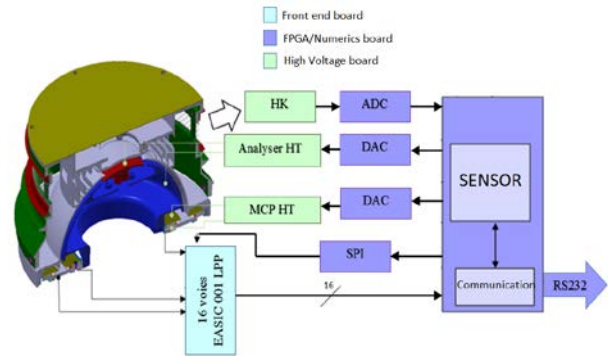 Front end board
FPGA/Numerics board
High Voltage board
HK
ADC
Analyser HT
DAC
SENSOR
MCP HT
DAC
SPI
16 voies
EASIC 001 LPP
16
Communication
RS232